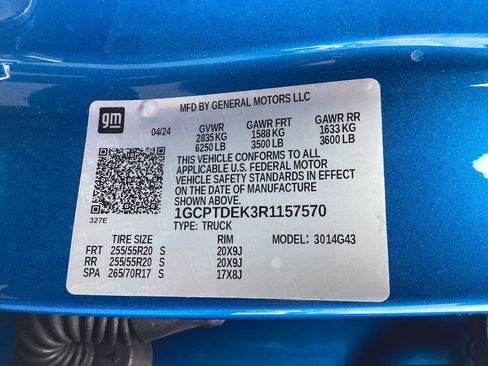 MFD BY GENERAL MOTORS LLC
gm
04/24 GVWR GAWR FRT GAWR RR
2835 KG 1588 KG 1633 KG
6250 LB 3500 LB 3600 LB
THIS VEHICLE CONFORMS TO ALL
APPLICABLE U.S. FEDERAL MOTOR
VEHICLE SAFETY STANDARDS IN EFFECT
ON THE DATE OF MANUFACTURE
SHOWN ABOVE.
327E
1GCPTDEK3R1157570
TYPE: TRUCK
TIRE SIZE RIM MODEL: 3014G43
FRT 255/55R20 S 20X9J
RR 255/55R20 S 20X9J
SPA 265/70R17 S 17X8J